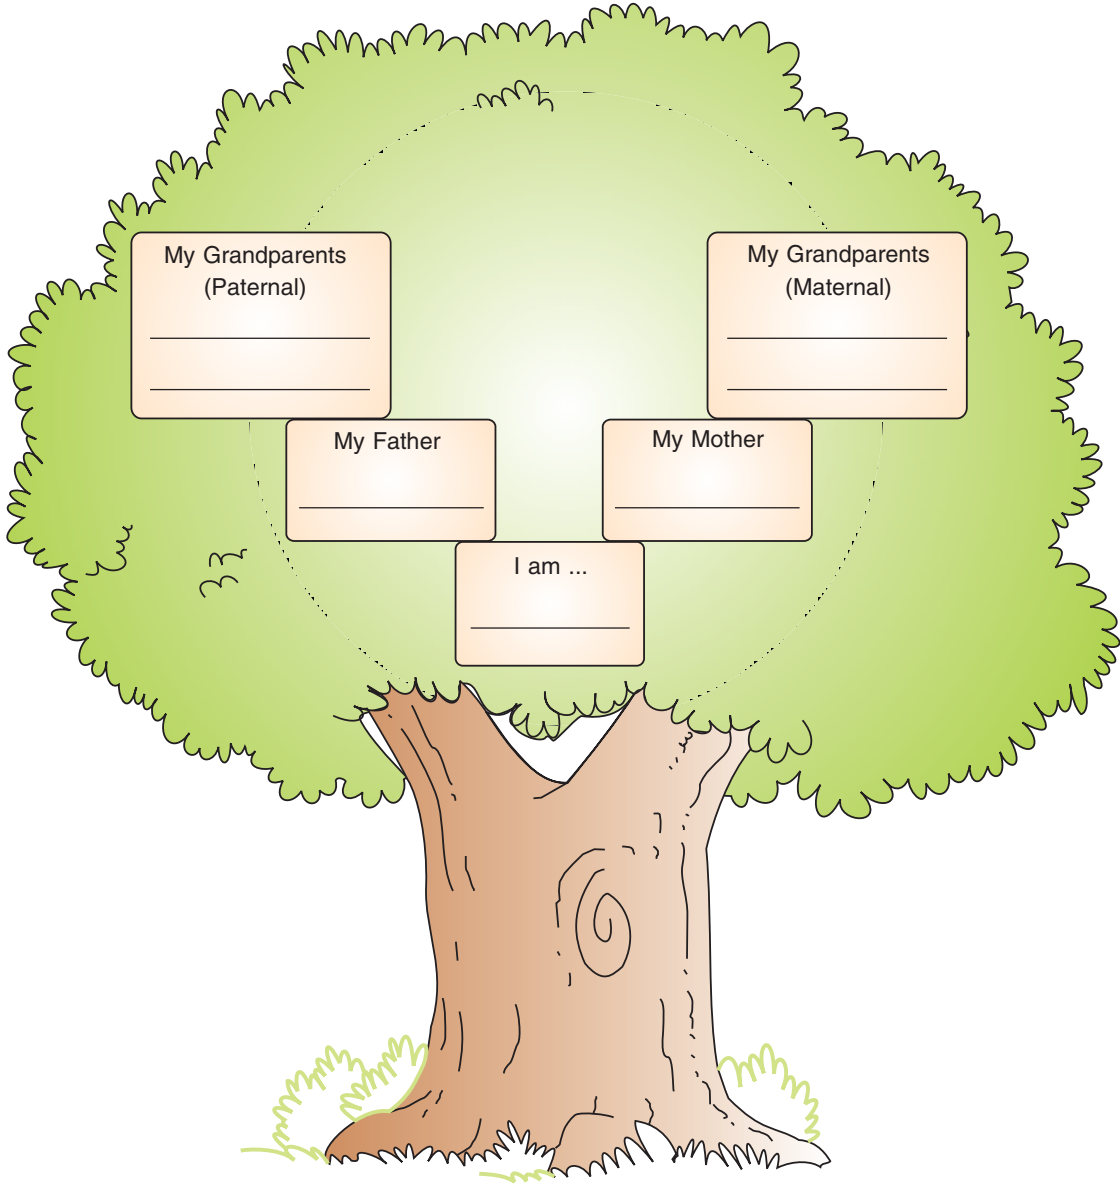 My Grandparents
(Paternal)
My Grandparents
(Maternal)
My Father
My Mother
I am ...